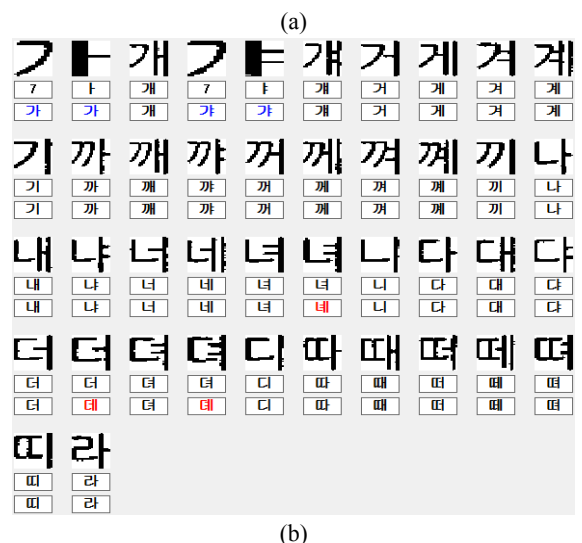 (a)
ㄱ ㅏ 개 ㄱ ㅑ 걔 거 게 겨 계
7 ㅏ 개 7 ㅑ 걔 거 게 겨 계
가 가 개 갸 갸 걔 거 게 겨 계
기 까 깨 꺄 꺼 께 껴 꼐 끼 나
기 까 깨 꺄 꺼 께 껴 꼐 끼 나
기 까 깨 꺄 꺼 께 껴 꼐 끼 나
내 냐 너 네 녀 녜 니 다 대 댜
내 냐 너 네 녀 녀 니 다 대 댜
내 냐 너 네 녀 녜 니 다 대 댜
더 데 뎌 뎨 디 따 때 떠 떼 뗘
더 더 뎌 뎌 디 따 때 떠 떼 뗘
더 데 뎌 뎨 디 따 때 떠 떼 뗘
띠 라
띠 라
띠 라
(b)